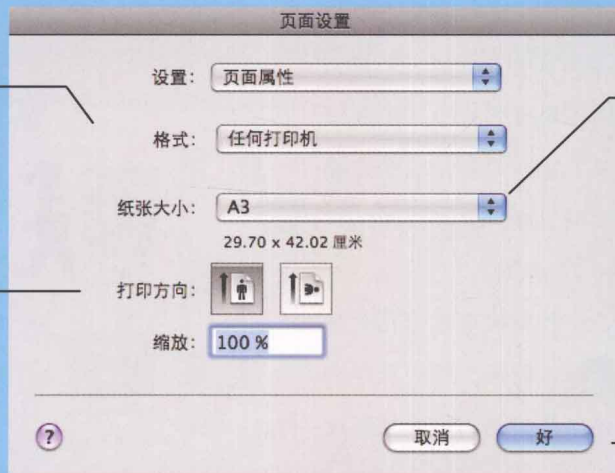 页面设置
设置： 页面属性
格式： 任何打印机
纸张大小： A3
29.70 x 42.02 厘米
打印方向：
缩放： 100 %
?
取消 好